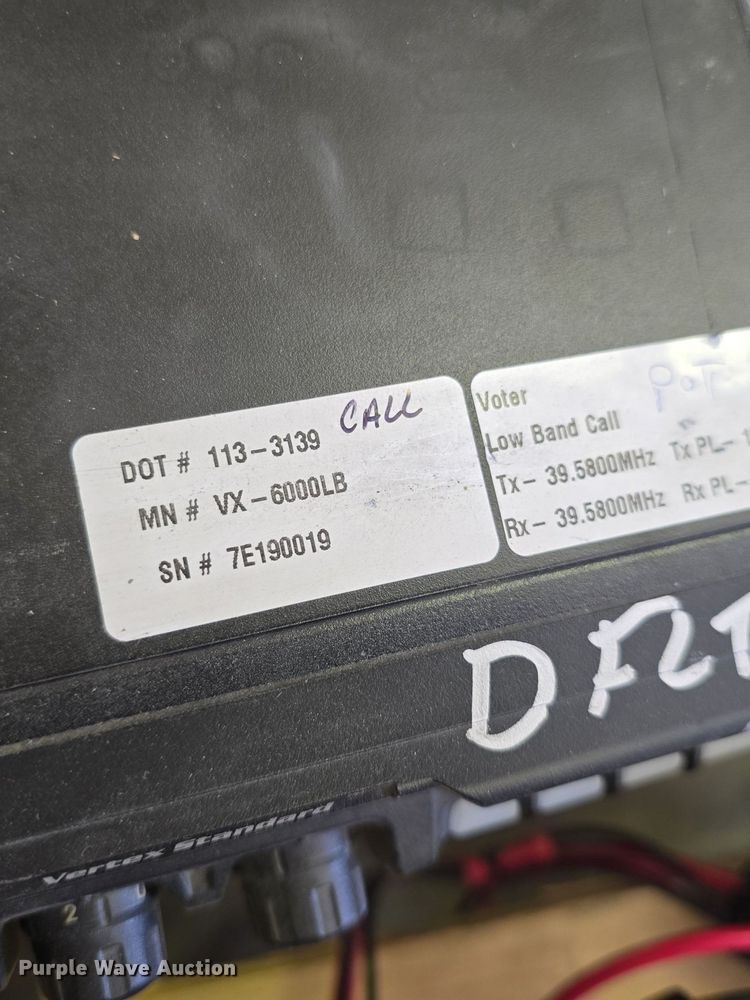 DOT # 113-3139 CALL
MN # VX-6000LB
SN # 7E190019
Voter
Low Band Call
Tx- 39.5800MHz Tx PL-
Rx- 39.5800MHz Rx PL-
Vertex Standard
2
Purple Wave Auction